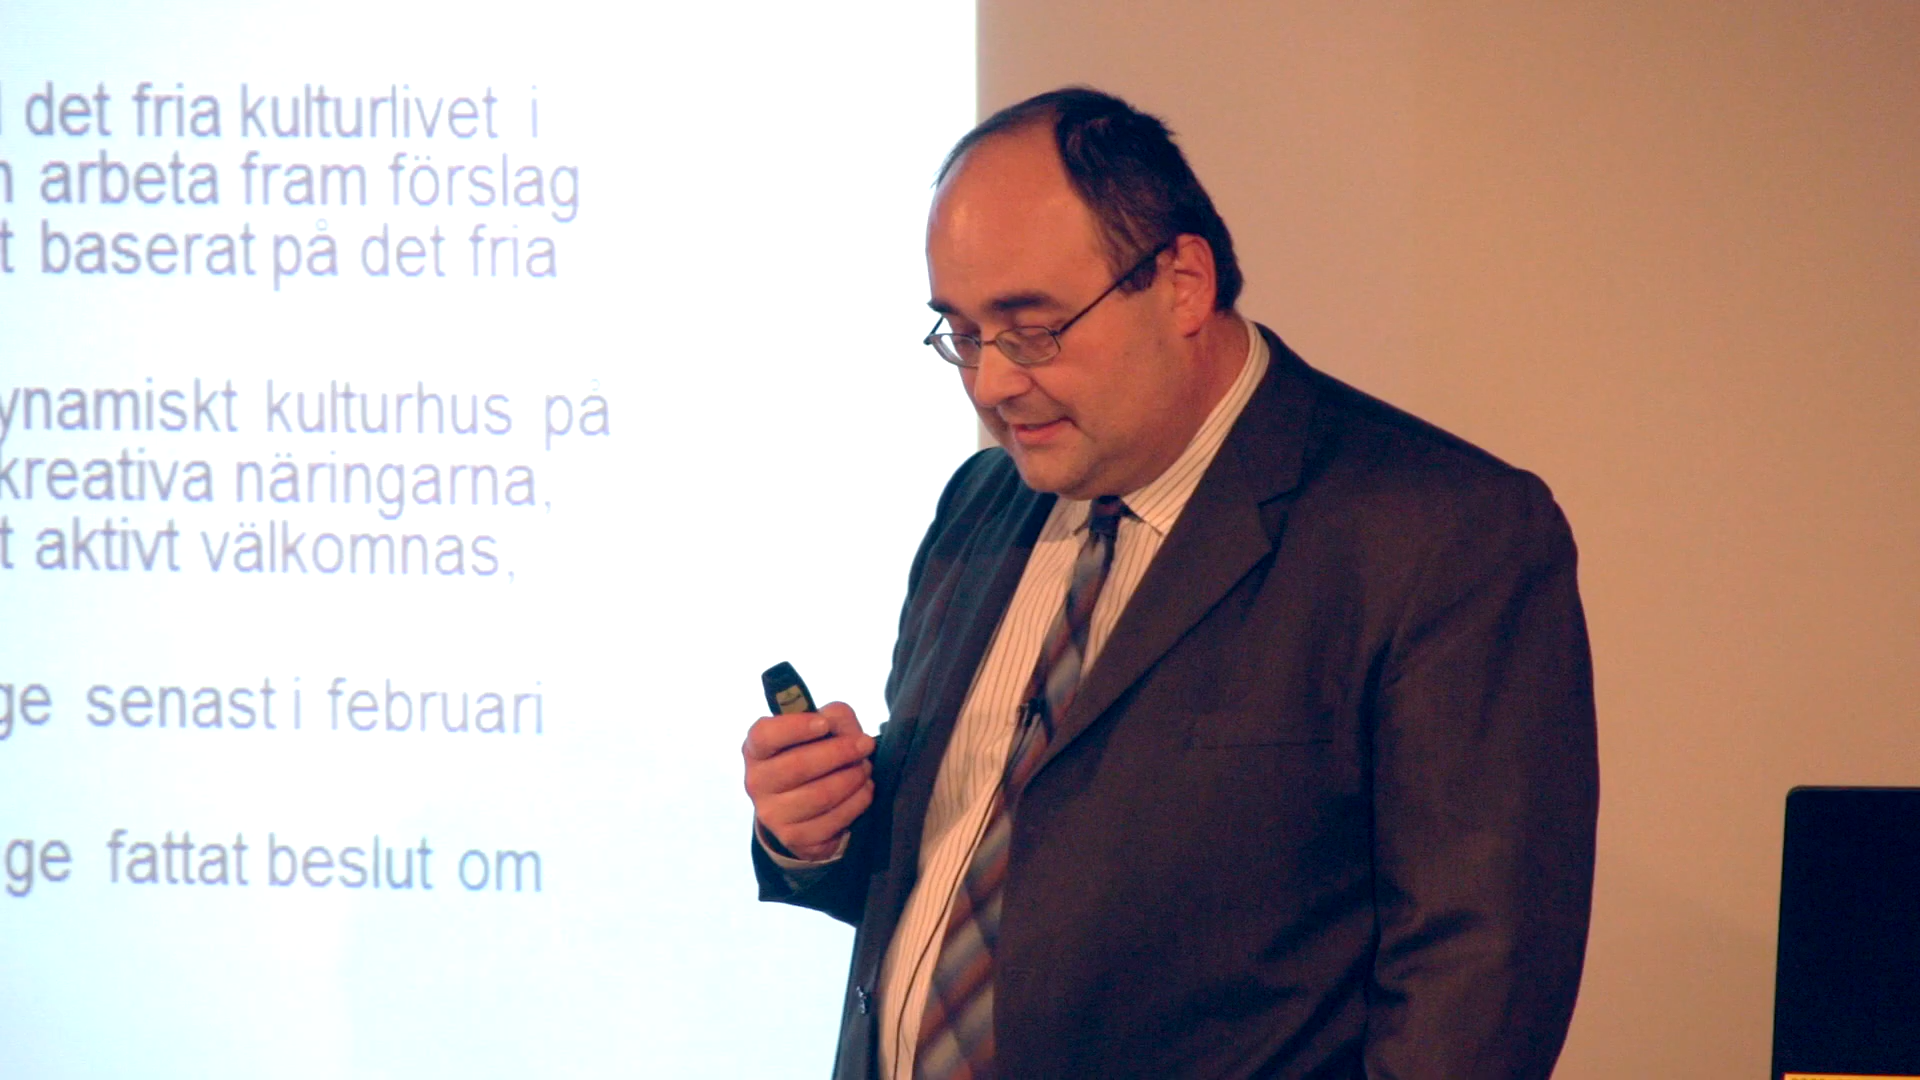 det fria kulturlivet i
arbeta fram förslag
baserat på det fria
ynamiskt kulturhus på
kreativa näringarna,
t aktivt välkomnas,
ge senast i februari
ge fattat beslut om